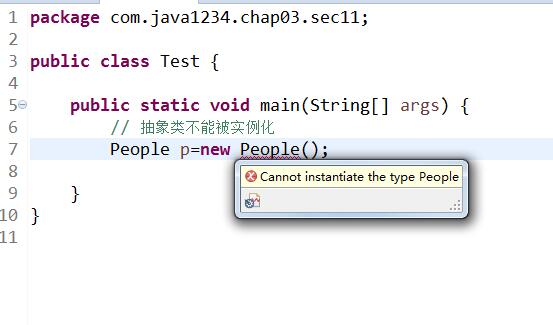 1 package com.java1234.chap03.sec11;
2
3 public class Test {
4
5 public static void main(String[] args) {
6 // 抽象类不能被实例化
7 People p=new People();
8
Cannot instantiate the type People
9 }
10 }
11